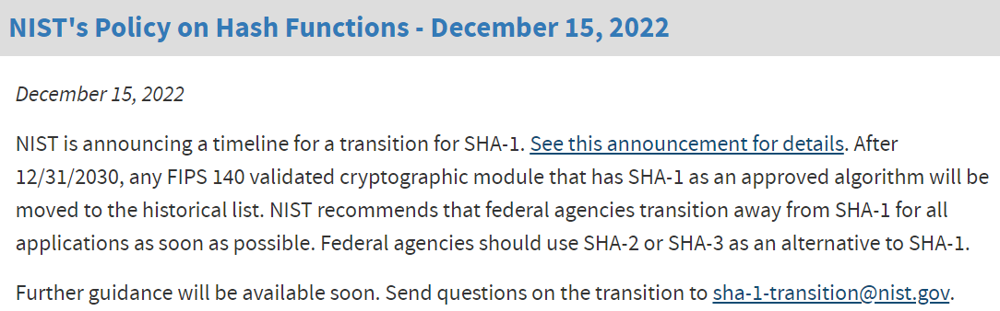 NIST's Policy on Hash Functions - December 15, 2022
December 15, 2022
NIST is announcing a timeline for a transition for SHA-1. See this announcement for details. After
12/31/2030, any FIPS 140 validated cryptographic module that has SHA-1 as an approved algorithm will be
moved to the historical list. NIST recommends that federal agencies transition away from SHA-1 for all
applications as soon as possible. Federal agencies should use SHA-2 or SHA-3 as an alternative to SHA-1.
Further guidance will be available soon. Send questions on the transition to sha-1-transition@nist.gov.